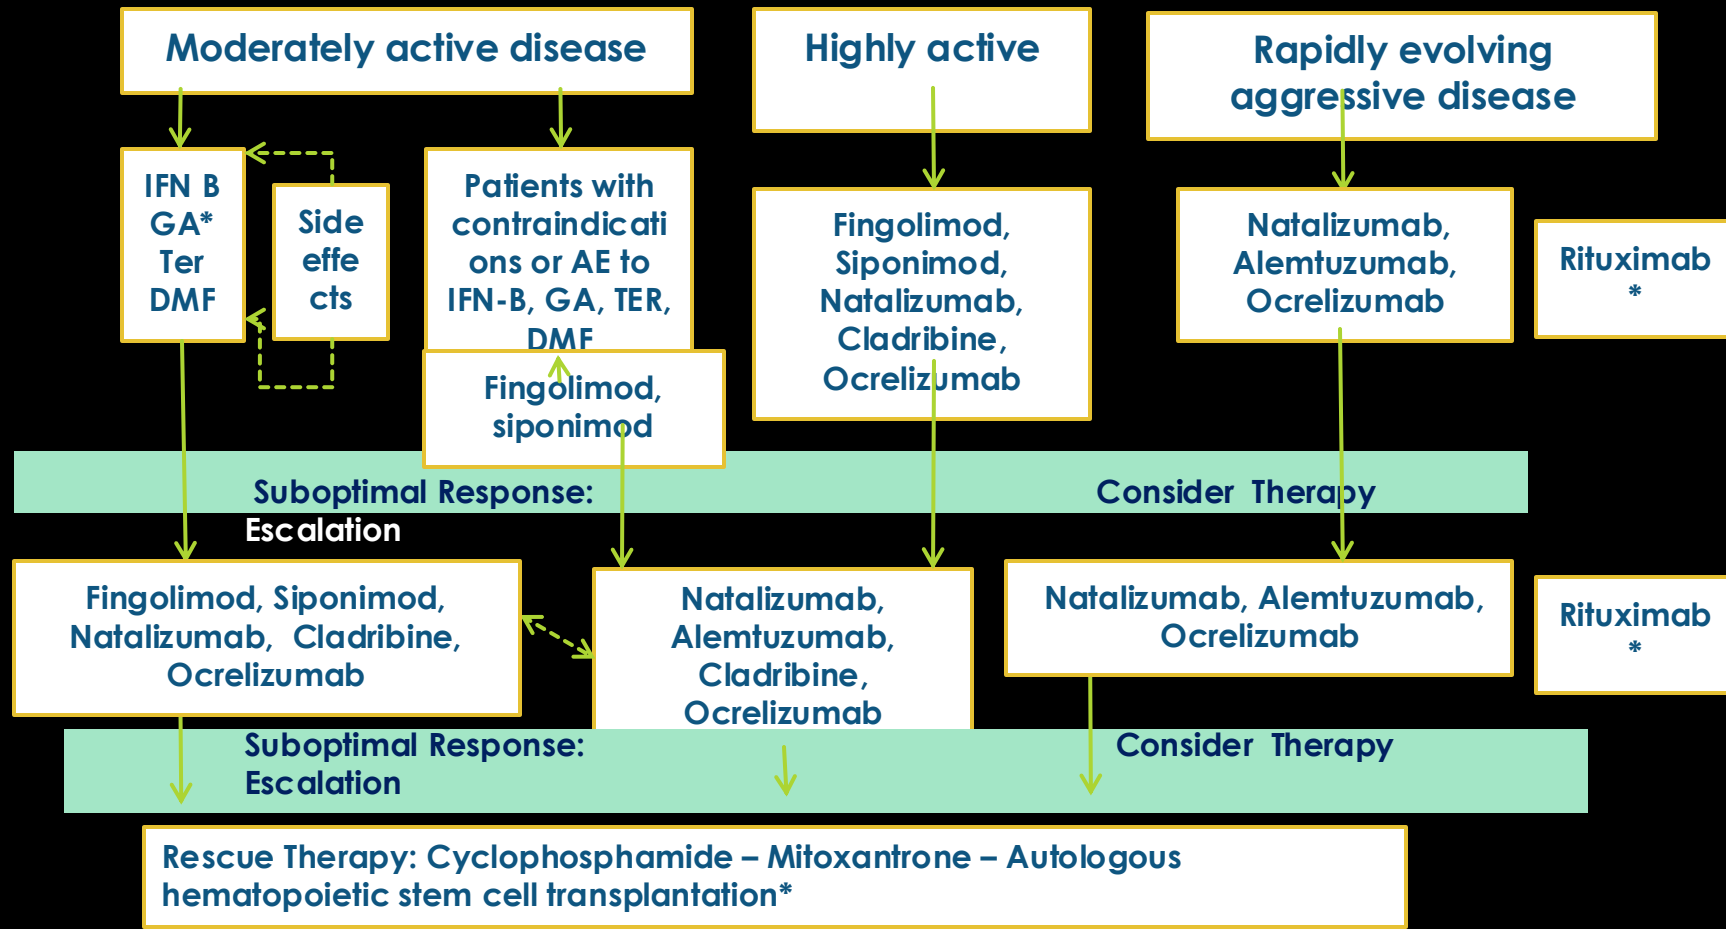 Moderately active disease
Highly active
Rapidly evolving
aggressive disease
IFN B
GA*
Ter
DMF
Side
effe
cts
Patients with
contraindicati
ons or AE to
IFN-B, GA, TER,
DMF
Fingolimod,
siponimod
Fingolimod,
Siponimod,
Natalizumab,
Cladribine,
Ocrelizumab
Natalizumab,
Alemtuzumab,
Ocrelizumab
Rituximab
*
Suboptimal Response: Consider Therapy
Escalation
Fingolimod, Siponimod,
Natalizumab, Cladribine,
Ocrelizumab
Natalizumab,
Alemtuzumab,
Cladribine,
Ocrelizumab
Natalizumab, Alemtuzumab,
Ocrelizumab
Rituximab
*
Suboptimal Response: Consider Therapy
Escalation
Rescue Therapy: Cyclophosphamide – Mitoxantrone – Autologous
hematopoietic stem cell transplantation*